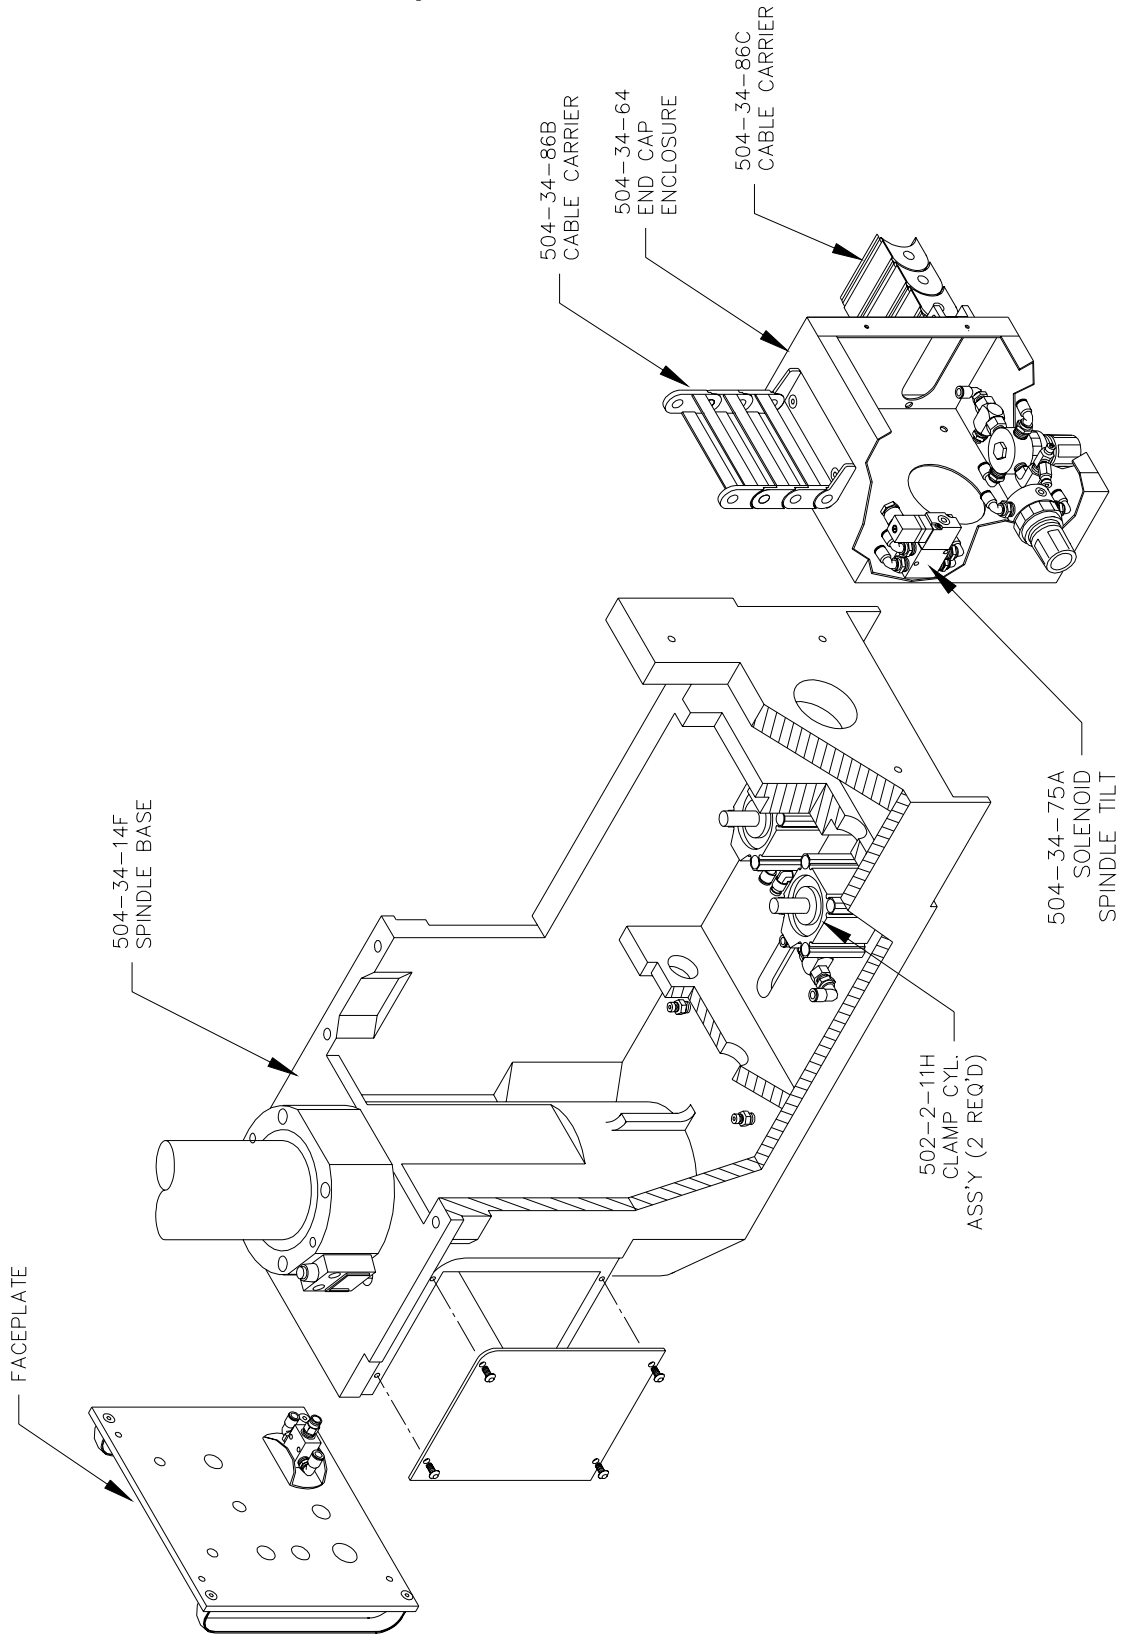 FACEPLATE
504-34-14F
SPINDLE BASE
504-34-86B
CABLE CARRIER
504-34-64
END CAP
ENCLOSURE
504-34-86C
CABLE CARRIER
502-2-11H
CLAMP CYL.
ASS'Y (2 REQ'D)
504-34-75A
SOLENOID
SPINDLE TILT